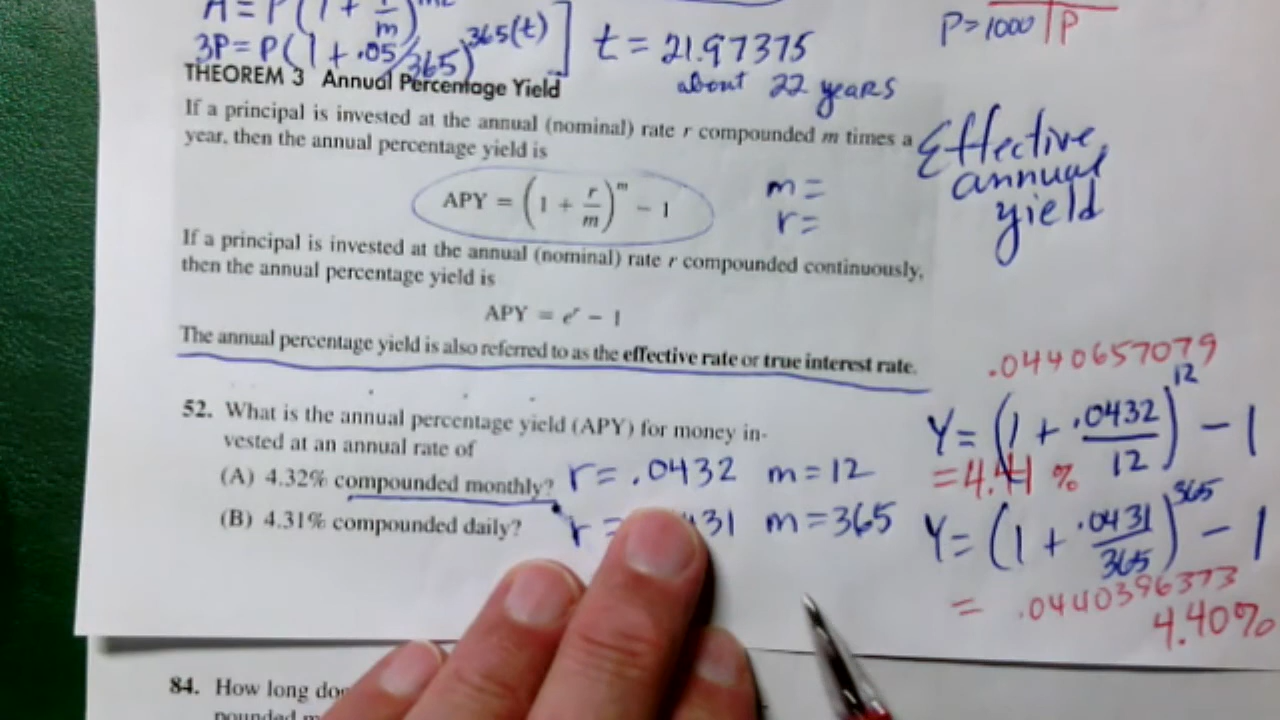 A = P(1 + r/m)
3P = P(1 + .05/365)^365(t) ] t = 21.97375
about 22 years
P = 1000 | P
THEOREM 3 Annual Percentage Yield
If a principal is invested at the annual (nominal) rate r compounded m times a
year, then the annual percentage yield is
APY = (1 + r/m)^m − 1
m =
r =
Effective
annual
yield
If a principal is invested at the annual (nominal) rate r compounded continuously,
then the annual percentage yield is
APY = e^r − 1
The annual percentage yield is also referred to as the effective rate or true interest rate.
52. What is the annual percentage yield (APY) for money in-
vested at an annual rate of
(A) 4.32% compounded monthly? r = .0432 m = 12
(B) 4.31% compounded daily? r = 431 m = 365
.0440657079
Y = (1 + .0432/12)^12 − 1
= 4.41 %
Y = (1 + .0431/365)^365 − 1
= .0440396373
4.40%
84. How long
pounded